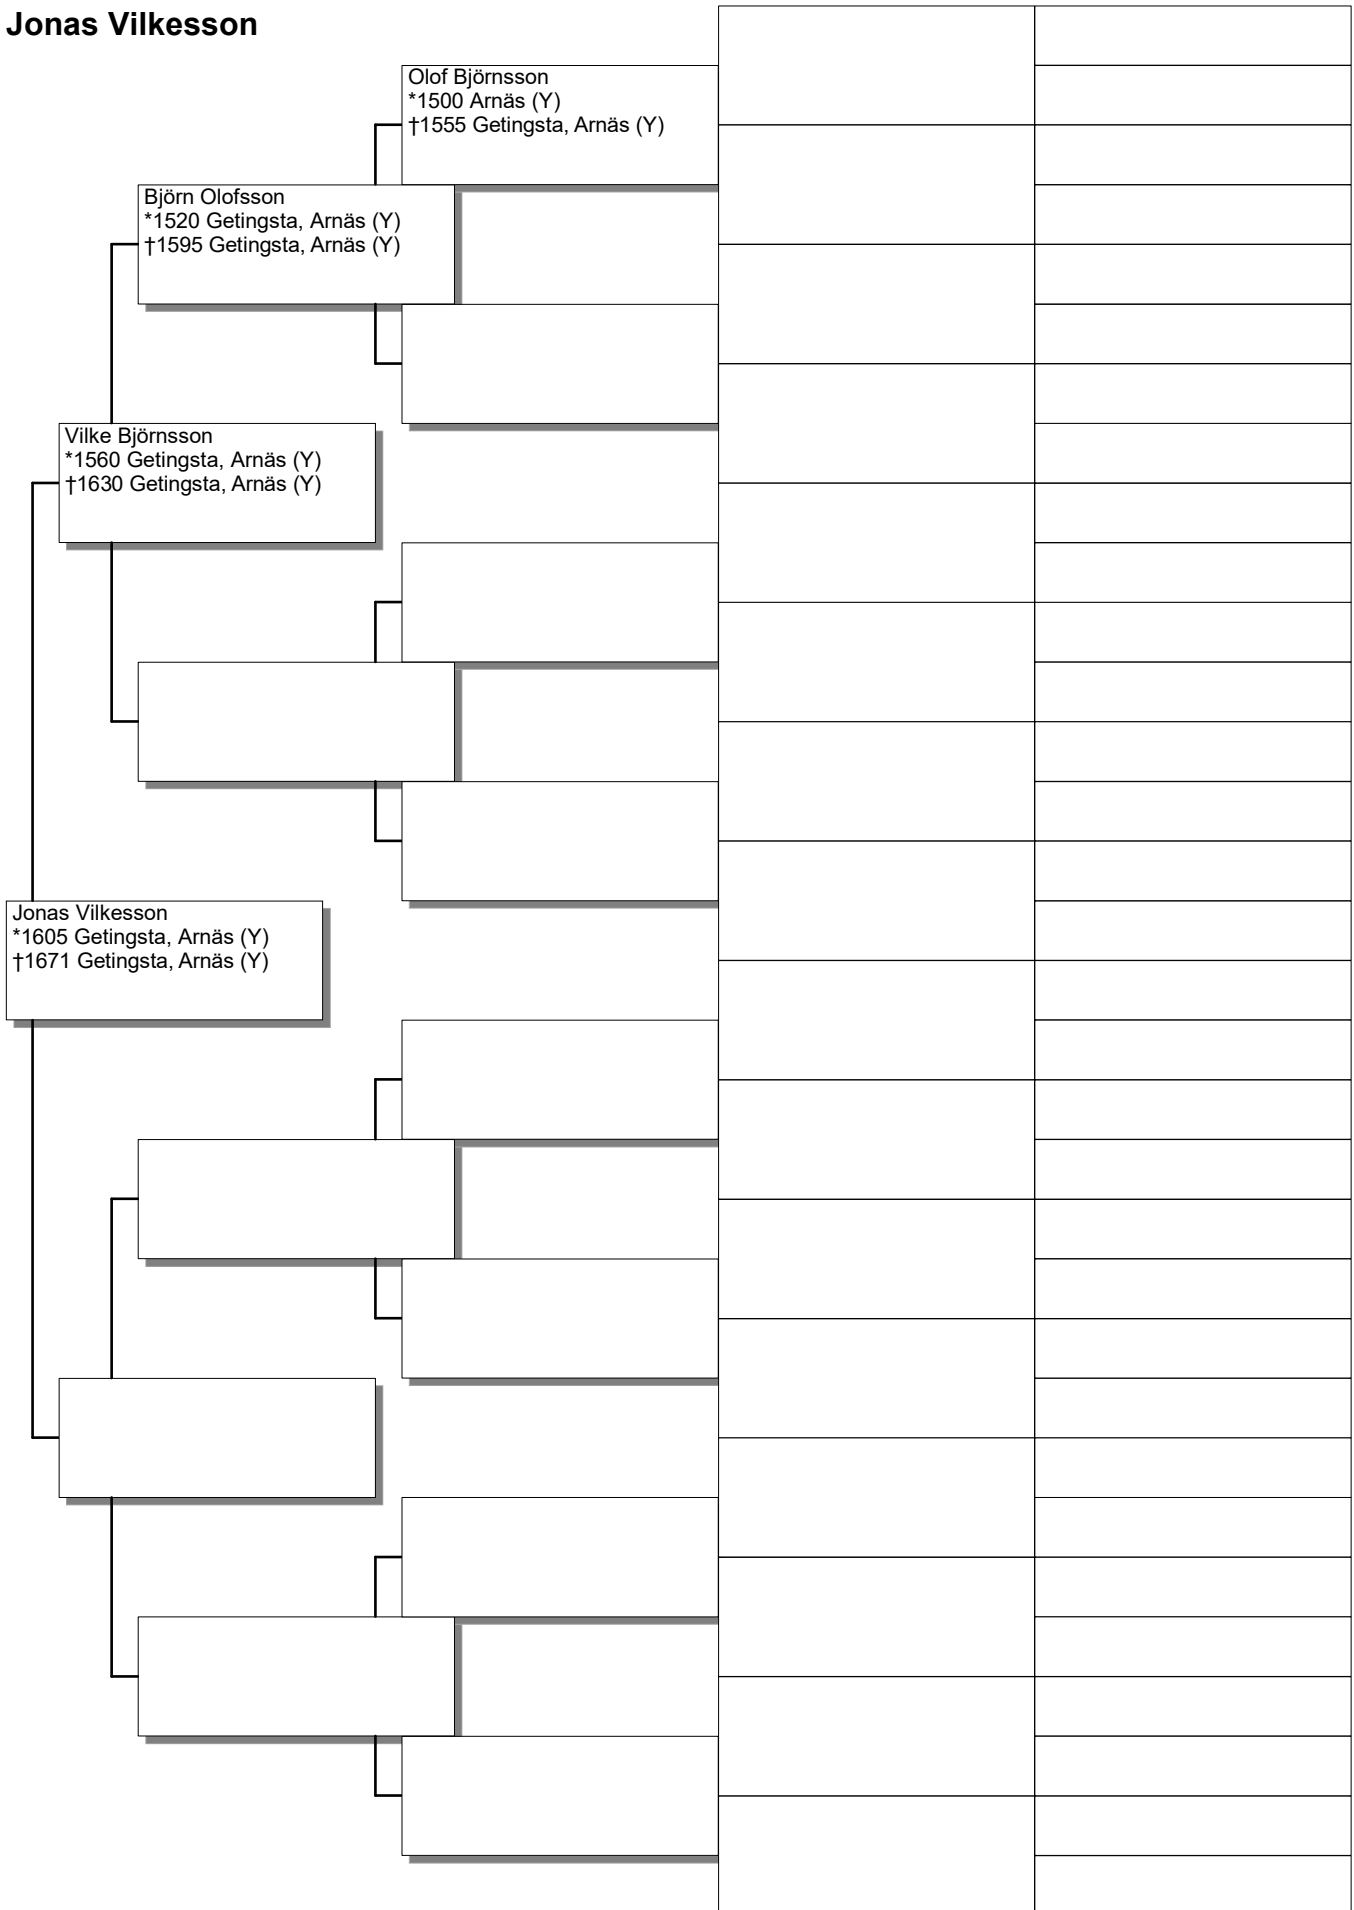 Jonas Vilkesson
Olof Björnsson
*1500 Arnäs (Y)
†1555 Getingsta, Arnäs (Y)
Björn Olofsson
*1520 Getingsta, Arnäs (Y)
†1595 Getingsta, Arnäs (Y)
Vilke Björnsson
*1560 Getingsta, Arnäs (Y)
†1630 Getingsta, Arnäs (Y)
Jonas Vilkesson
*1605 Getingsta, Arnäs (Y)
†1671 Getingsta, Arnäs (Y)